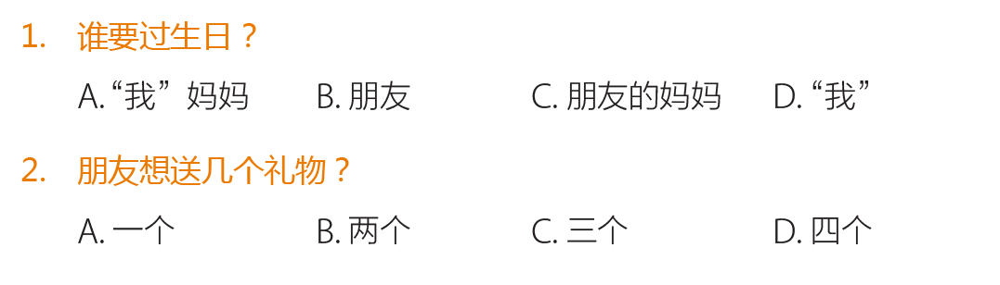 1. 谁要过生日？
A. “我”妈妈 B. 朋友 C. 朋友的妈妈 D. “我”
2. 朋友想送几个礼物？
A. 一个 B. 两个 C. 三个 D. 四个